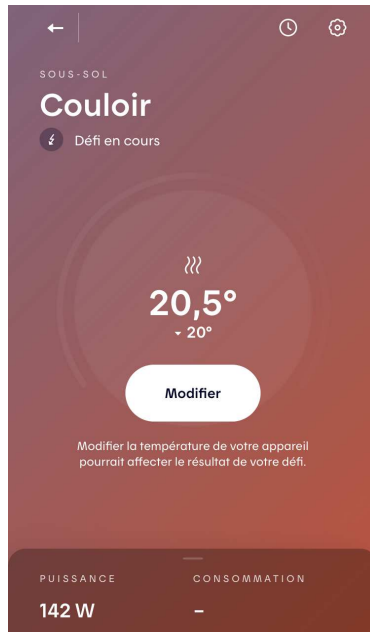 SOUS-SOL
Couloir
Défi en cours
20,5°
20°
Modifier
Modifier la température de votre appareil
pourrait affecter le résultat de votre défi.
PUISSANCE CONSOMMATION
142 W –